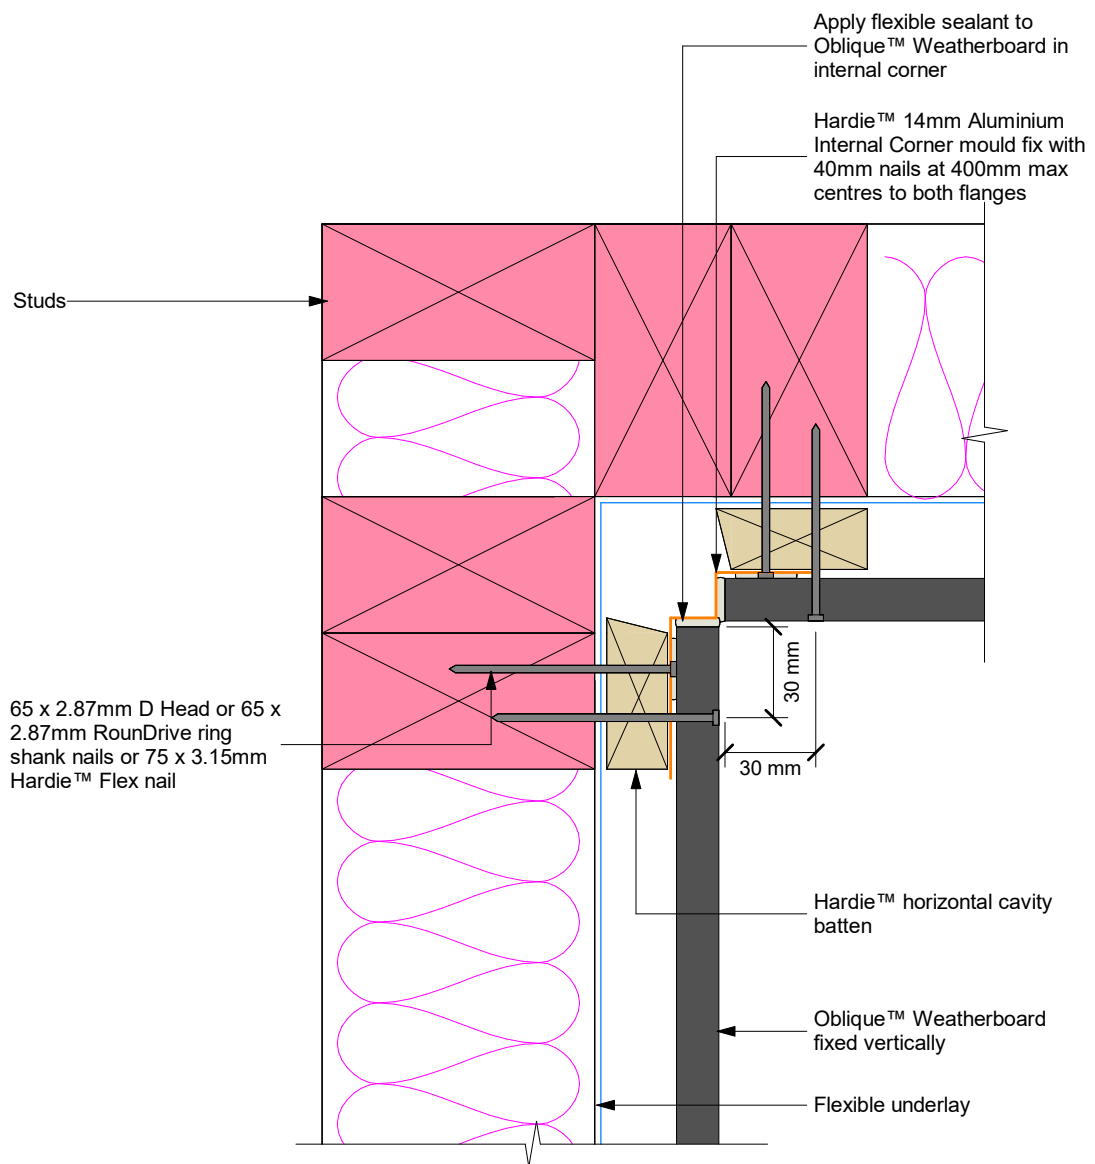 Apply flexible sealant to
Oblique™ Weatherboard in
internal corner
Hardie™ 14mm Aluminium
Internal Corner mould fix with
40mm nails at 400mm max
centres to both flanges
Studs
30 mm
65 x 2.87mm D Head or 65 x
2.87mm RounDrive ring
shank nails or 75 x 3.15mm
Hardie™ Flex nail
30 mm
Hardie™ horizontal cavity
batten
Oblique™ Weatherboard
fixed vertically
Flexible underlay